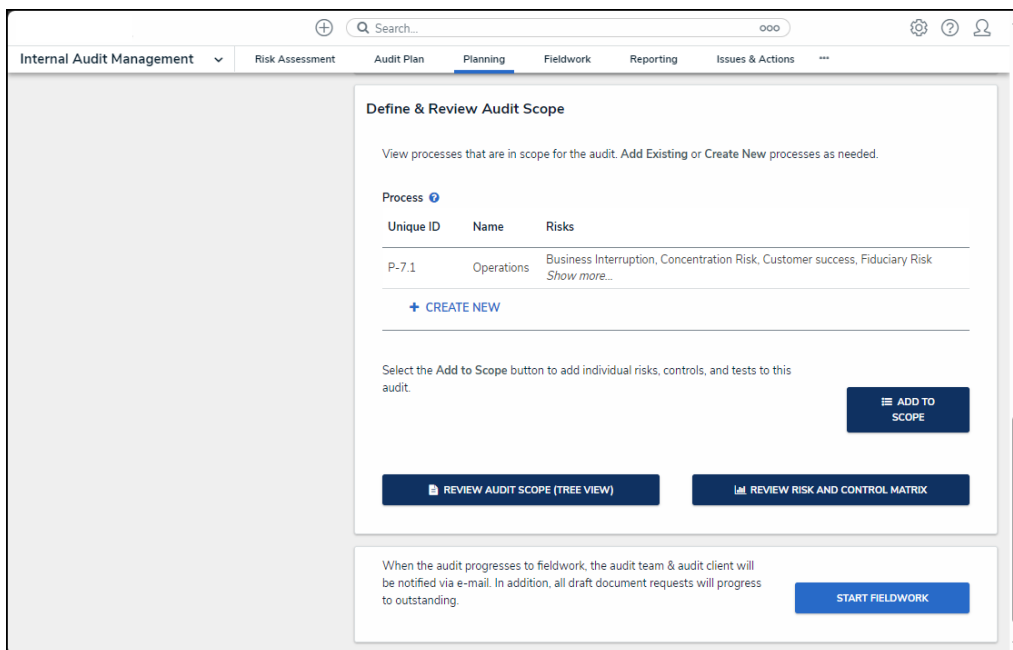 Search...
Internal Audit Management
Risk Assessment
Audit Plan
Planning
Fieldwork
Reporting
Issues & Actions
Define & Review Audit Scope
View processes that are in scope for the audit. Add Existing or Create New processes as needed.
Process
Unique ID Name Risks
P-7.1 Operations Business Interruption, Concentration Risk, Customer success, Fiduciary Risk
Show more...
+ CREATE NEW
Select the Add to Scope button to add individual risks, controls, and tests to this
audit.
ADD TO
SCOPE
REVIEW AUDIT SCOPE (TREE VIEW)
REVIEW RISK AND CONTROL MATRIX
When the audit progresses to fieldwork, the audit team & audit client will
be notified via e-mail. In addition, all draft document requests will progress
to outstanding.
START FIELDWORK